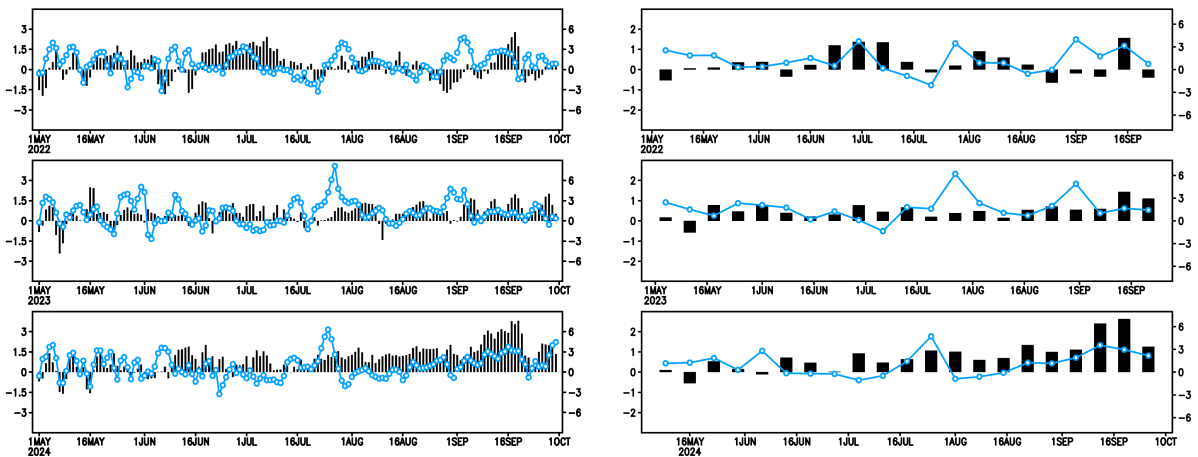 3 6 2 6
1.5 3 1 3
0 0 0 0
-1.5 -3 -1 -3
-3 -6 -2 -6
1MAY 16MAY 1JUN 16JUN 1JUL 16JUL 1AUG 16AUG 1SEP 16SEP 1OCT 1MAY 16MAY 1JUN 16JUN 1JUL 16JUL 1AUG 16AUG 1SEP 16SEP
2022 2022
3 6 2 6
1.5 3 1 3
0 0 0 0
-1.5 -3 -1 -3
-3 -6 -2 -6
1MAY 16MAY 1JUN 16JUN 1JUL 16JUL 1AUG 16AUG 1SEP 16SEP 1OCT 1MAY 16MAY 1JUN 16JUN 1JUL 16JUL 1AUG 16AUG 1SEP 16SEP
2023 2023
3 6 2 6
1.5 3 1 3
0 0 0 0
-1.5 -3 -1 -3
-3 -6 -2 -6
1MAY 16MAY 1JUN 16JUN 1JUL 16JUL 1AUG 16AUG 1SEP 16SEP 1OCT 16MAY 1JUN 16JUN 1JUL 16JUL 1AUG 16AUG 1SEP 16SEP 1OCT
2024 2024